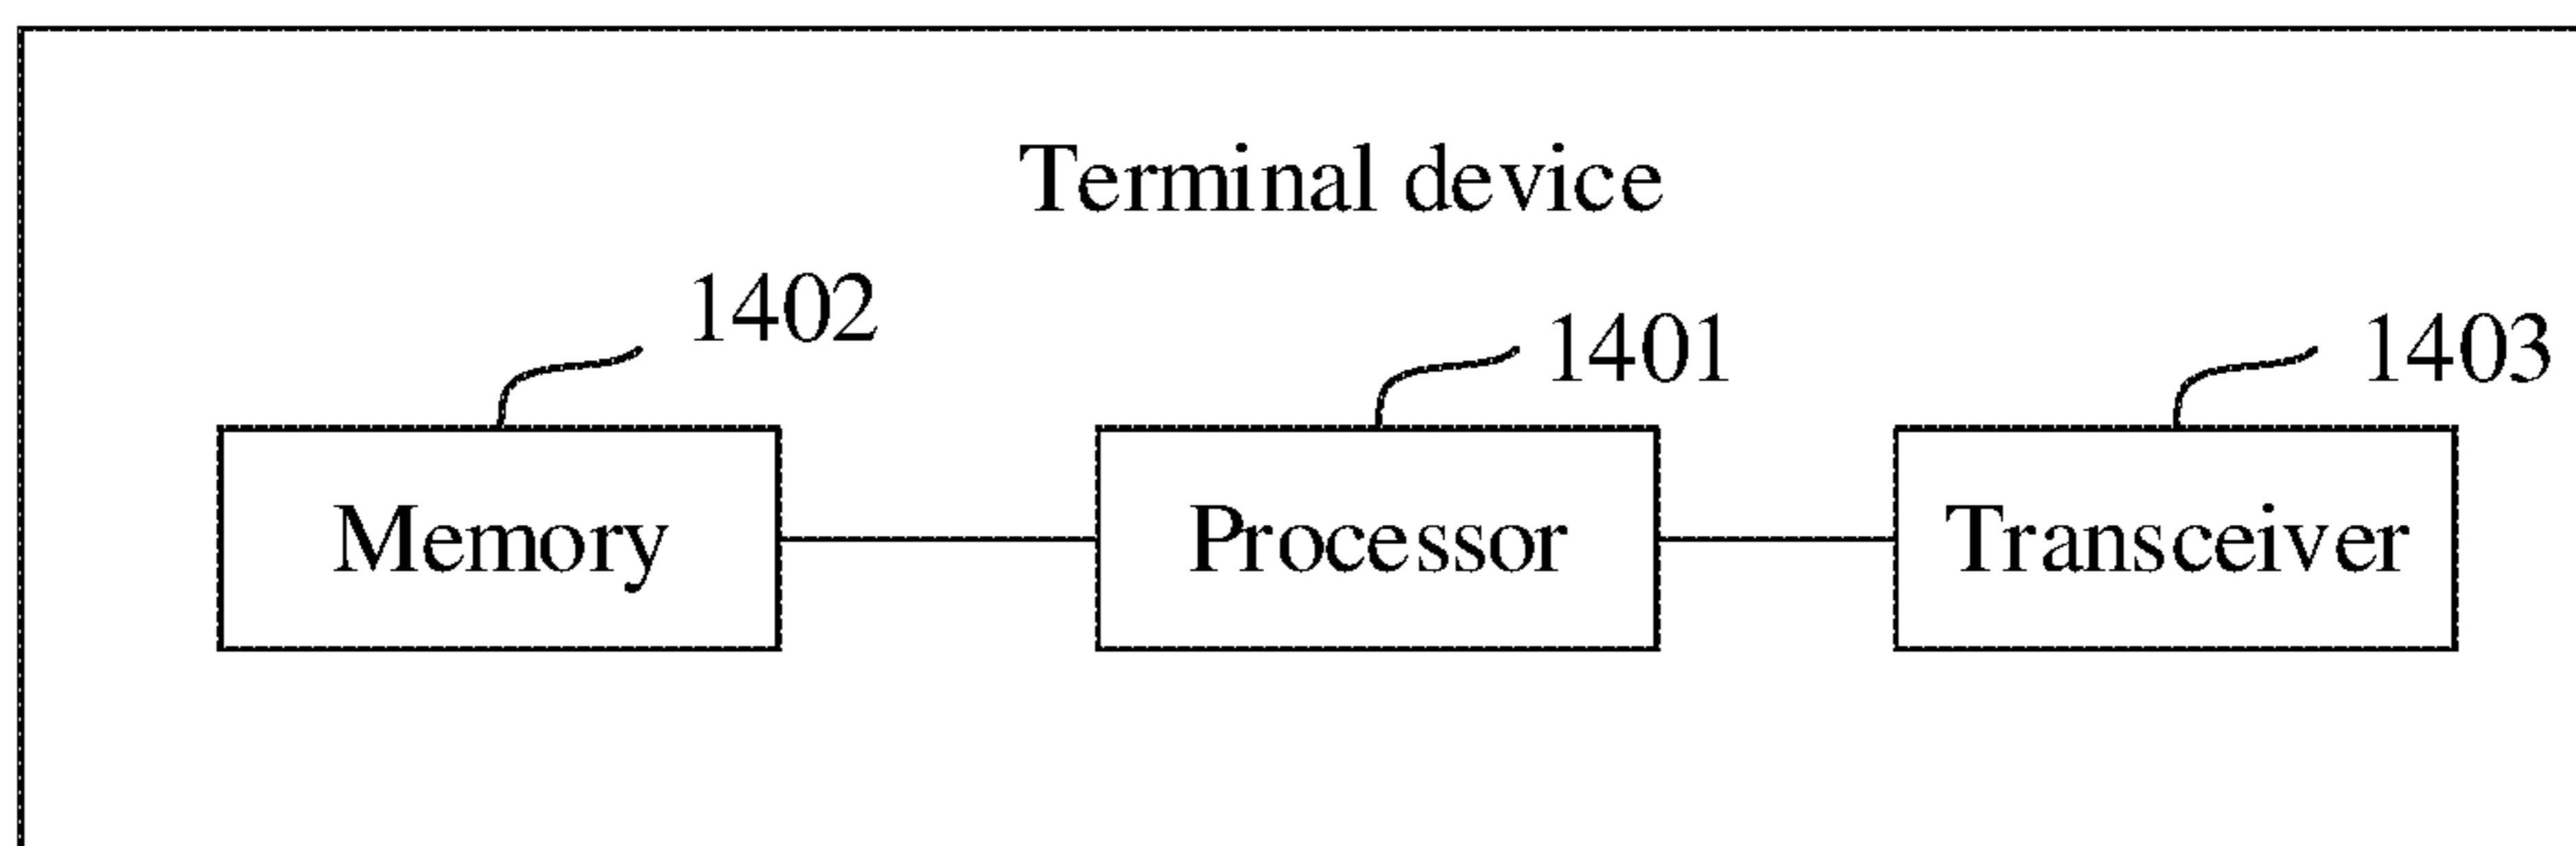 Terminal device
1402
1401
1403
Memory
Processor
Transceiver